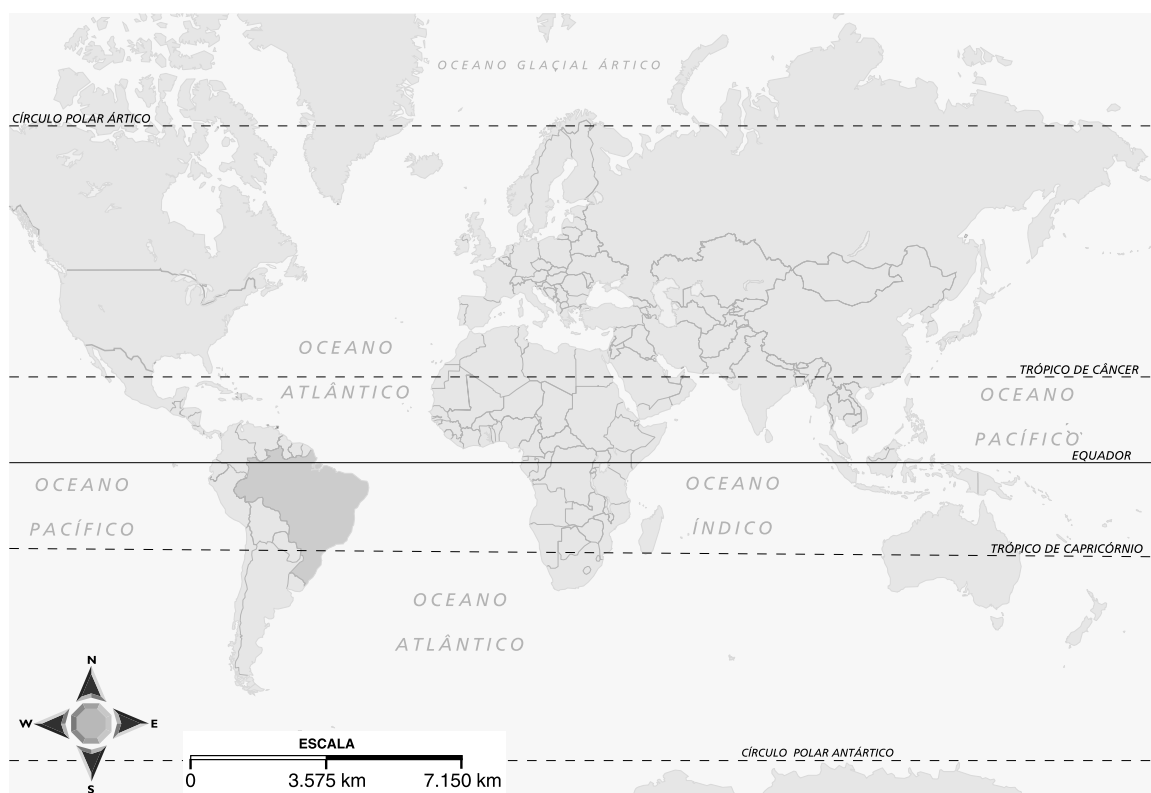 OCEANO GLACIAL ÁRTICO
CÍRCULO POLAR ÁRTICO
OCEANO
ATLÂNTICO
TRÓPICO DE CÂNCER
OCEANO
PACÍFICO
EQUADOR
OCEANO
PACÍFICO
OCEANO
ÍNDICO
TRÓPICO DE CAPRICÓRNIO
OCEANO
ATLÂNTICO
N
W
E
S
ESCALA
0
3.575 km
7.150 km
CÍRCULO POLAR ANTÁRTICO